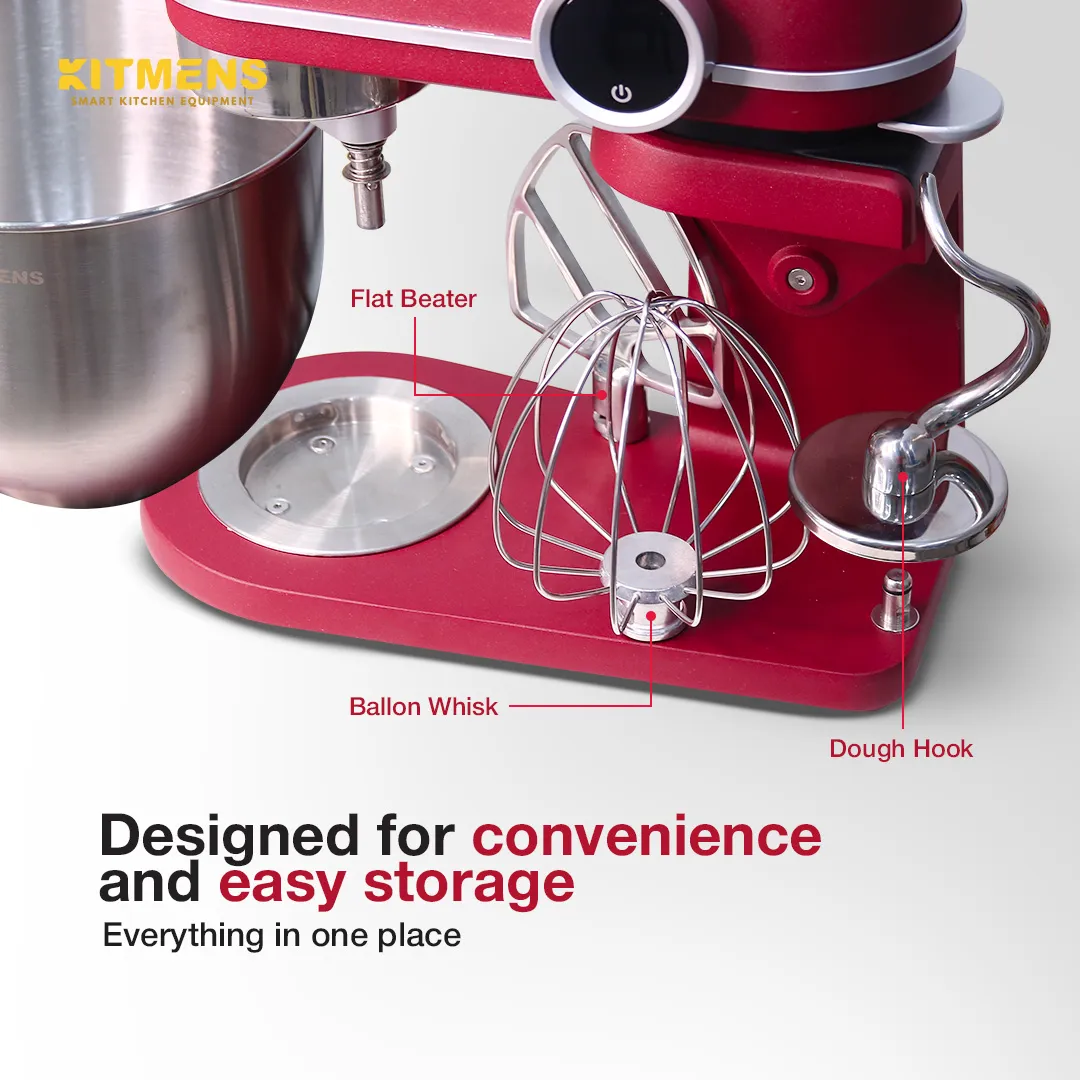 KITMENS
SMART KITCHEN EQUIPMENT
ENS
Flat Beater
Ballon Whisk
Dough Hook
Designed for convenience
and easy storage
Everything in one place